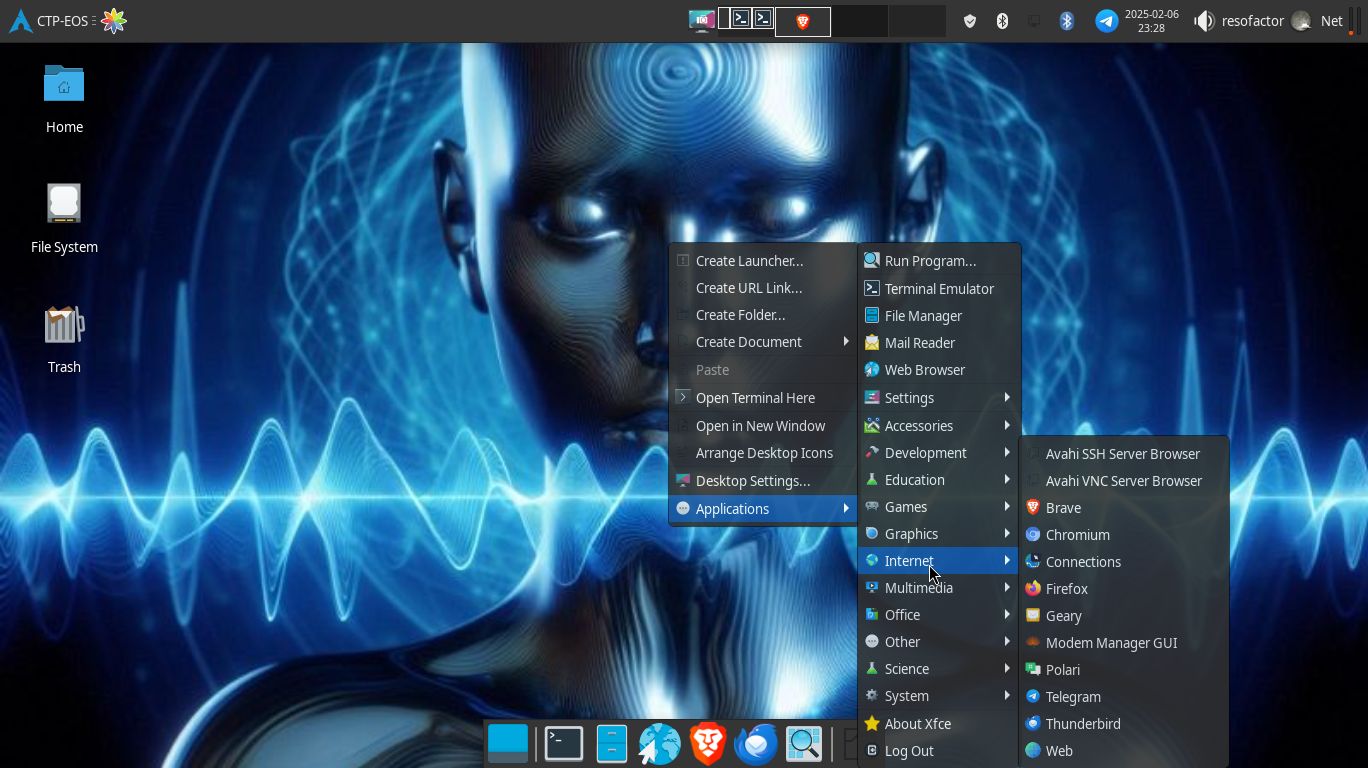 CTP-EOS
2025-02-06
23:28
resofactor
Net
Home
File System
Trash
Create Launcher...
Create URL Link...
Create Folder...
Create Document
Paste
Open Terminal Here
Open in New Window
Arrange Desktop Icons
Desktop Settings...
Applications
Run Program...
Terminal Emulator
File Manager
Mail Reader
Web Browser
Settings
Accessories
Development
Education
Games
Graphics
Internet
Multimedia
Office
Other
Science
System
About Xfce
Log Out
Avahi SSH Server Browser
Avahi VNC Server Browser
Brave
Chromium
Connections
Firefox
Geary
Modem Manager GUI
Polari
Telegram
Thunderbird
Web